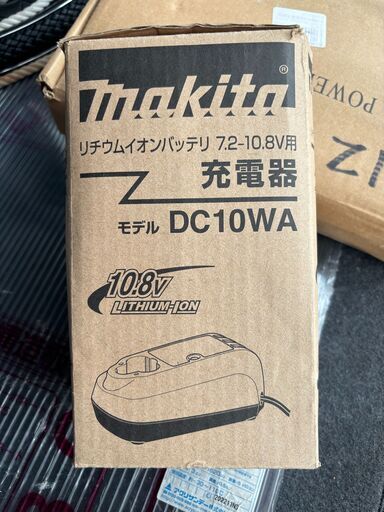 makita®
リチウムイオンバッテリ 7.2-10.8V用
充電器
モデル DC10WA
10.8V
LITHIUM-ION
POWE